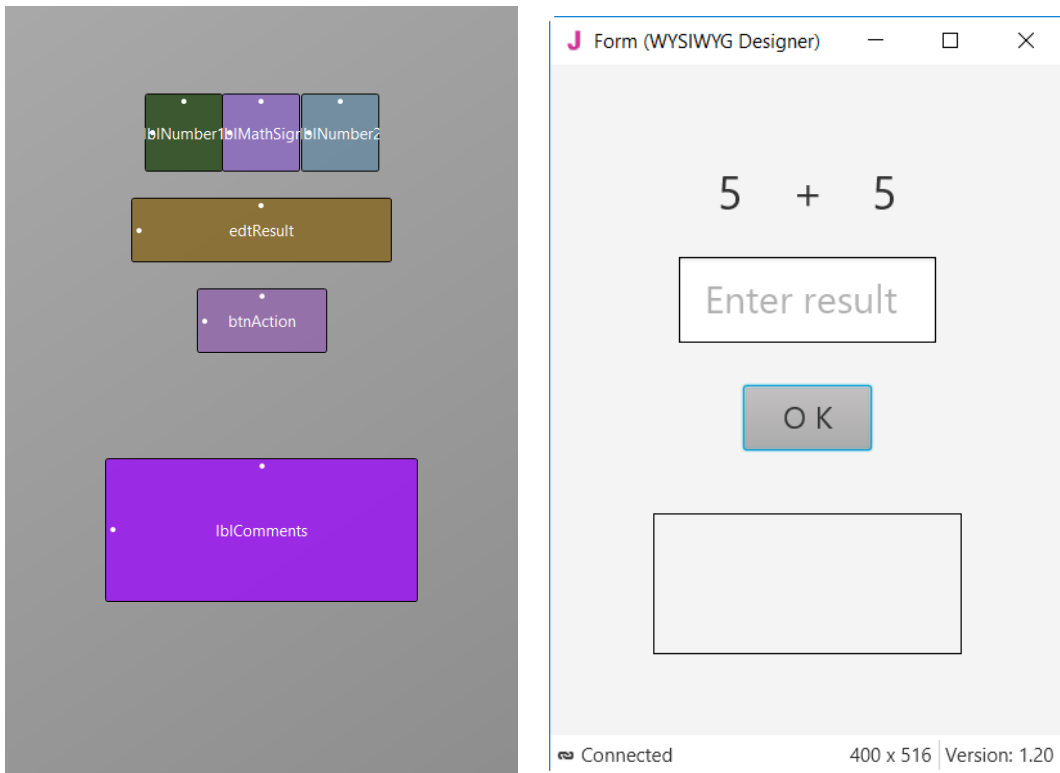 lblNumber1
lblMathSign
lblNumber2
edtResult
btnAction
lblComments
J Form (WYSIWYG Designer)
5 + 5
Enter result
O K
Connected 400 x 516 Version: 1.20